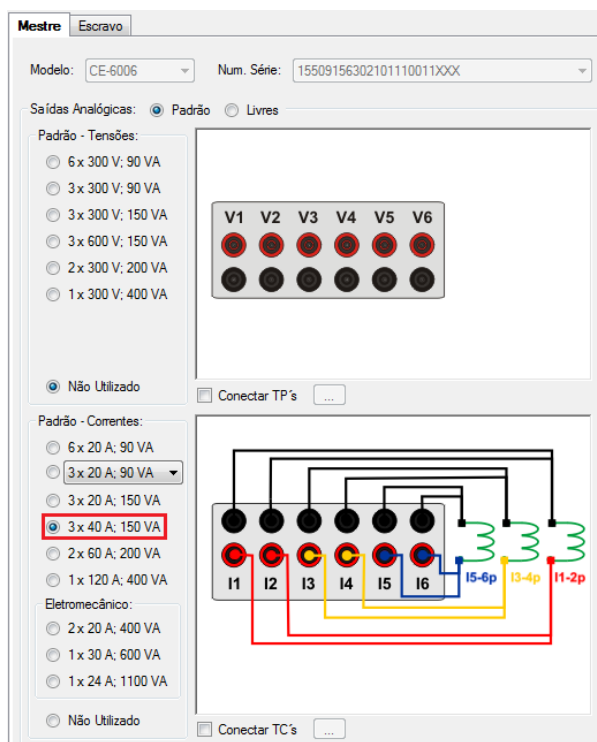 Mestre Escravo
Modelo: CE-6006 Num. Série: 15509156302101110011XXX
Saídas Analógicas: Padrão Livres
Padrão - Tensões:
6 x 300 V; 90 VA
3 x 300 V; 90 VA
3 x 300 V; 150 VA
3 x 600 V; 150 VA
2 x 300 V; 200 VA
1 x 300 V; 400 VA
Não Utilizado
V1 V2 V3 V4 V5 V6
Conectar TP´s ...
Padrão - Correntes:
6 x 20 A; 90 VA
3 x 20 A; 90 VA
3 x 20 A; 150 VA
3 x 40 A; 150 VA
2 x 60 A; 200 VA
1 x 120 A; 400 VA
Eletromecânico:
2 x 20 A; 400 VA
1 x 30 A; 600 VA
1 x 24 A; 1100 VA
Não Utilizado
I1 I2 I3 I4 I5 I6 I5-6p I3-4p I1-2p
Conectar TC´s ...